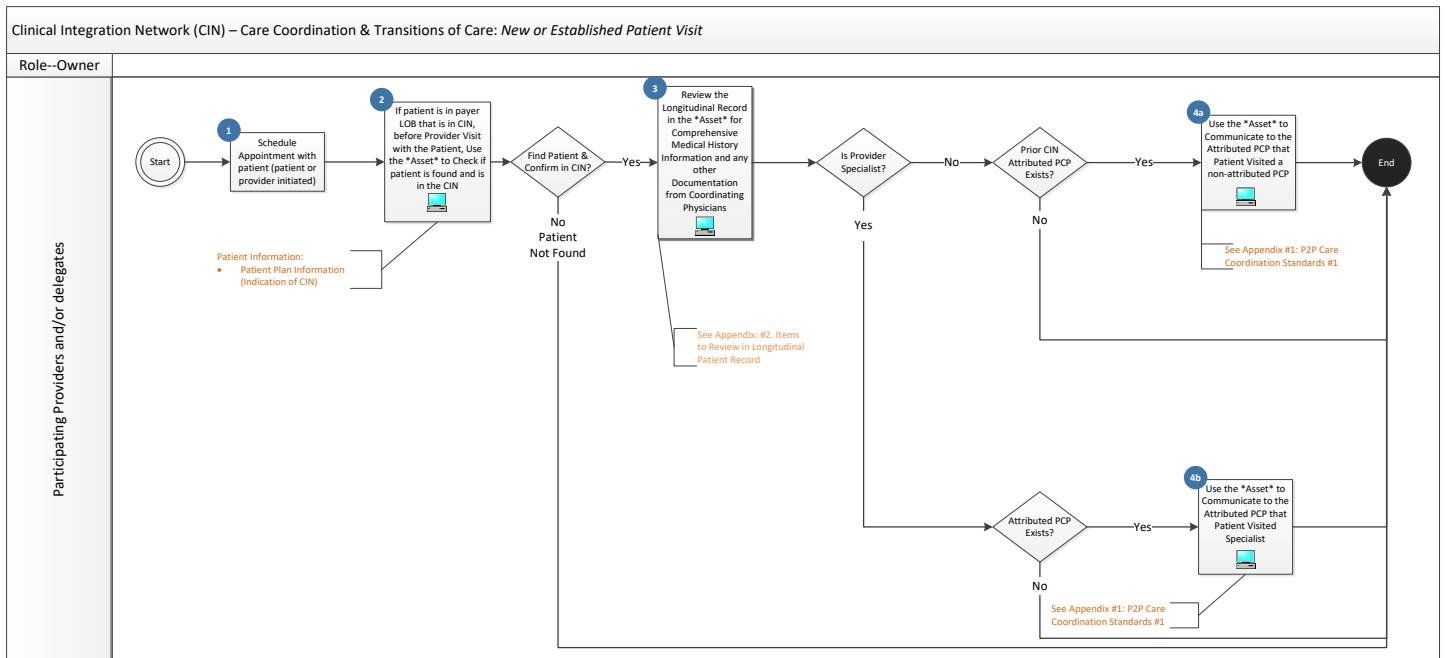 Clinical Integration Network (CIN) – Care Coordination & Transitions of Care: New or Established Patient Visit
Role--Owner
Participating Providers and/or delegates
Start
1
Schedule
Appointment with
patient (patient or
provider initiated)
2
If patient is in payer
LOB that is in CIN,
before Provider Visit
with the Patient, Use
the *Asset* to Check if
patient is found and is
in the CIN
Patient Information:
• Patient Plan Information
(Indication of CIN)
Find Patient &
Confirm in CIN?
Yes
No
Patient
Not Found
3
Review the
Longitudinal Record
in the *Asset* for
Comprehensive
Medical History
Information and any
other
Documentation
from Coordinating
Physicians
See Appendix: #2. Items
to Review in Longitudinal
Patient Record
Is Provider
Specialist?
No
Yes
Prior CIN
Attributed PCP
Exists?
Yes
No
4a
Use the *Asset* to
Communicate to the
Attributed PCP that
Patient Visited a
non-attributed PCP
See Appendix #1: P2P Care
Coordination Standards #1
End
Attributed PCP
Exists?
Yes
No
4b
Use the *Asset* to
Communicate to the
Attributed PCP that
Patient Visited
Specialist
See Appendix #1: P2P Care
Coordination Standards #1